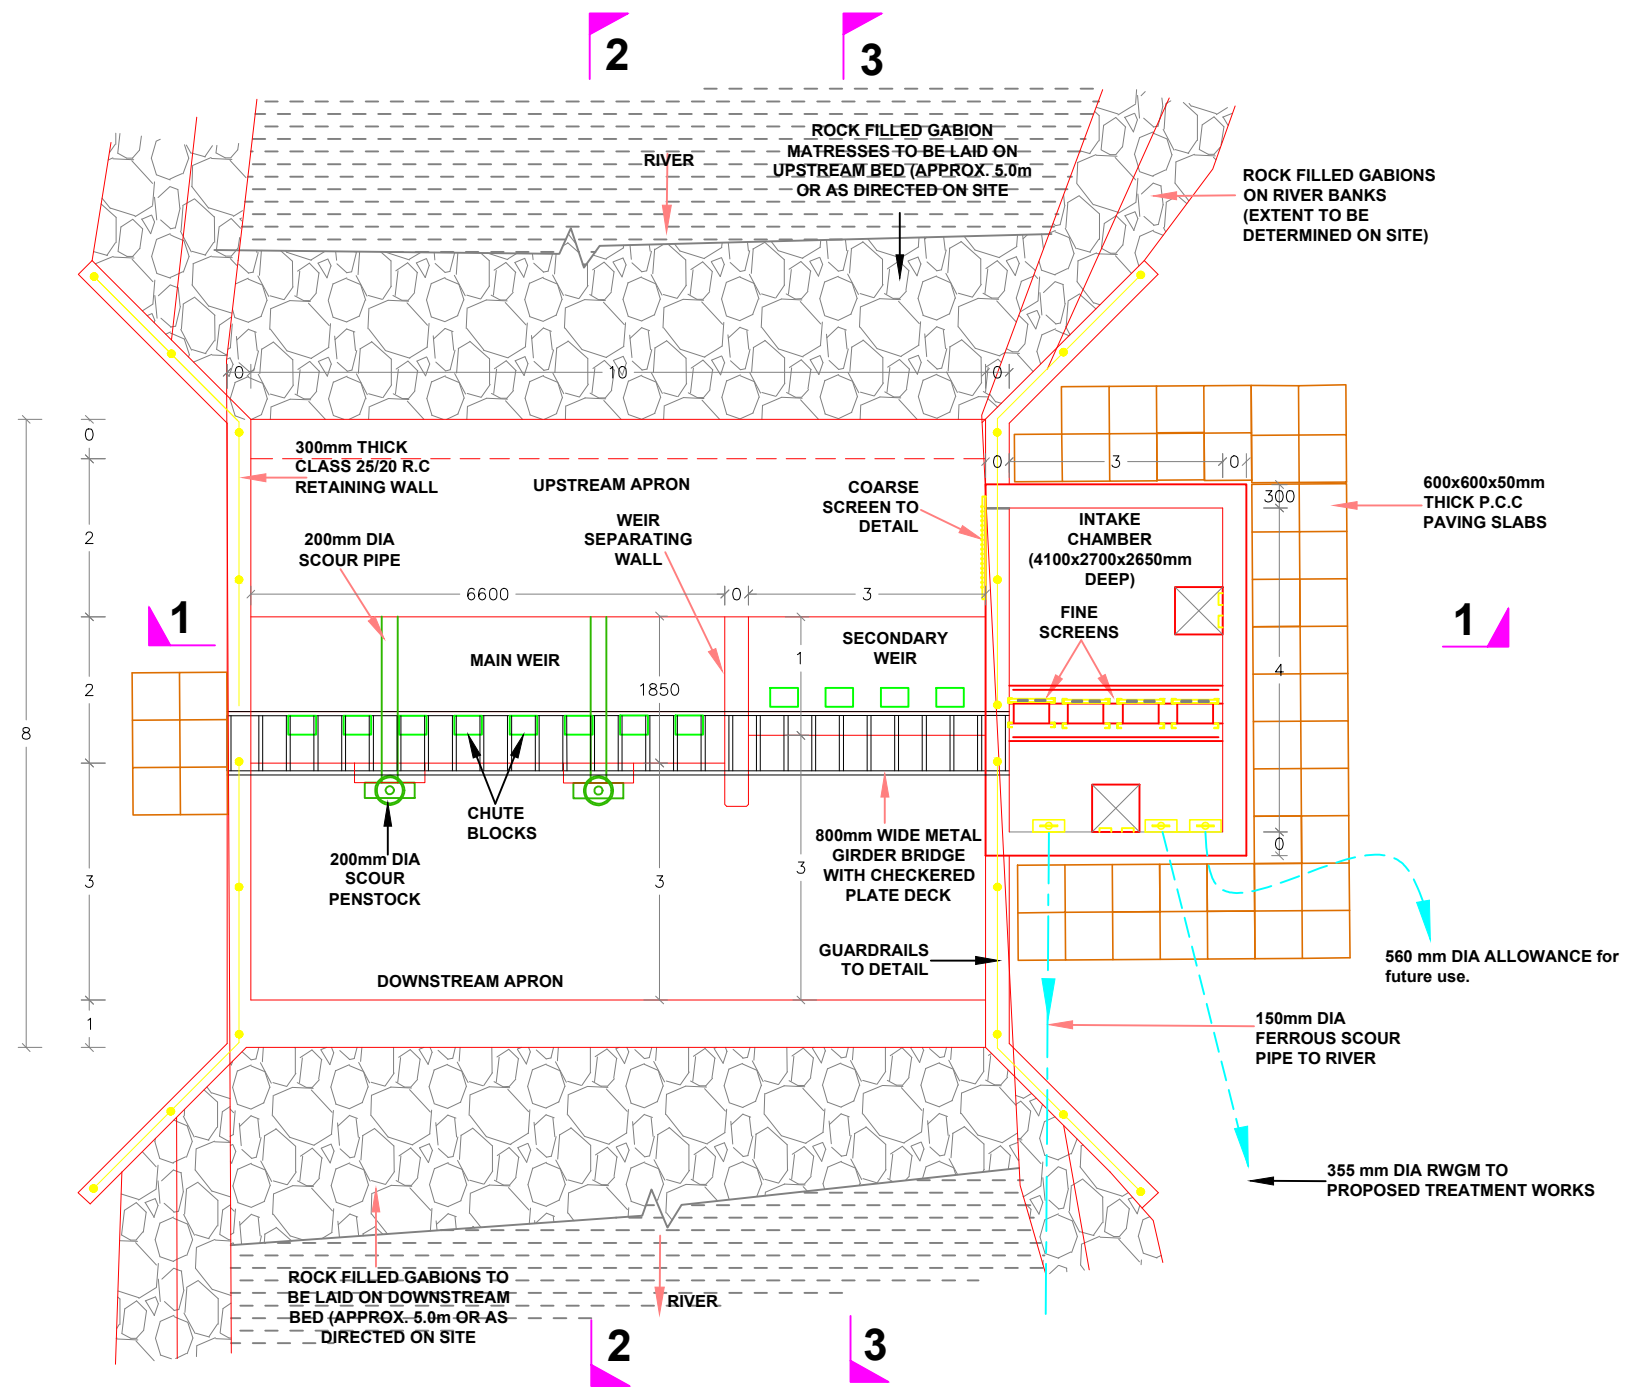 2
3
ROCK FILLED GABION
MATRESSES TO BE LAID ON
UPSTREAM BED (APPROX. 5.0m
OR AS DIRECTED ON SITE
RIVER
ROCK FILLED GABIONS
ON RIVER BANKS
(EXTENT TO BE
DETERMINED ON SITE)
0
10
0
0
300mm THICK
CLASS 25/20 R.C
RETAINING WALL
UPSTREAM APRON
COARSE
SCREEN TO
DETAIL
0
3
0
300
600x600x50mm
THICK P.C.C
PAVING SLABS
WEIR
SEPARATING
WALL
INTAKE
CHAMBER
(4100x2700x2650mm
DEEP)
2
200mm DIA
SCOUR PIPE
6600
0
3
FINE
SCREENS
1
1
MAIN WEIR
SECONDARY
WEIR
1
4
2
1850
8
CHUTE
BLOCKS
800mm WIDE METAL
GIRDER BRIDGE
WITH CHECKERED
PLATE DECK
0
200mm DIA
SCOUR
PENSTOCK
3
3
3
GUARDRAILS
TO DETAIL
560 mm DIA ALLOWANCE for
future use.
DOWNSTREAM APRON
1
150mm DIA
FERROUS SCOUR
PIPE TO RIVER
355 mm DIA RWGM TO
PROPOSED TREATMENT WORKS
ROCK FILLED GABIONS TO
BE LAID ON DOWNSTREAM
BED (APPROX. 5.0m OR AS
DIRECTED ON SITE
RIVER
2
3